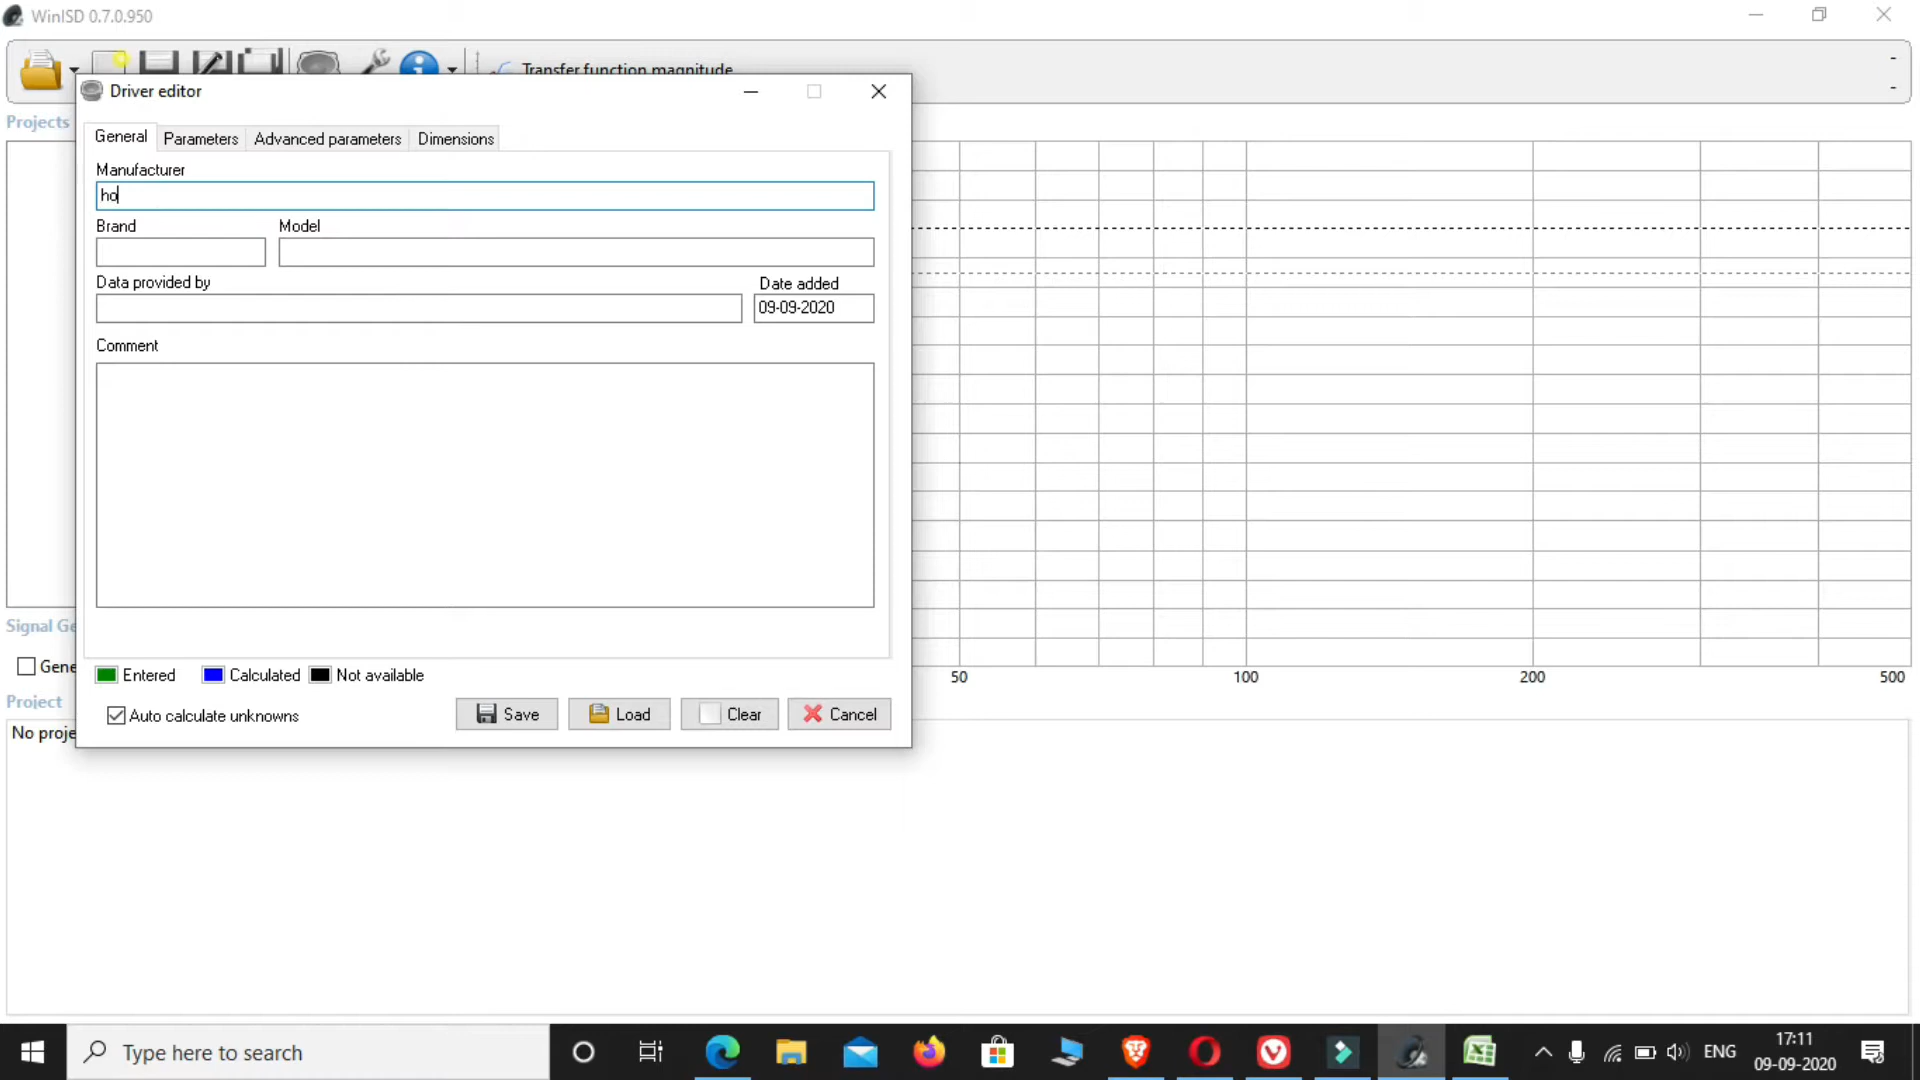 WinISD 0.7.0.950
Transfer function magnitude
Driver editor
Projects
General Parameters Advanced parameters Dimensions
Manufacturer
ho
Brand Model
Data provided by Date added
09-09-2020
Comment
Signal Ge
Gene
Entered Calculated Not available
50 100 200 500
Project
Auto calculate unknowns Save Load Clear Cancel
No proje
Type here to search
ENG
17:11
09-09-2020